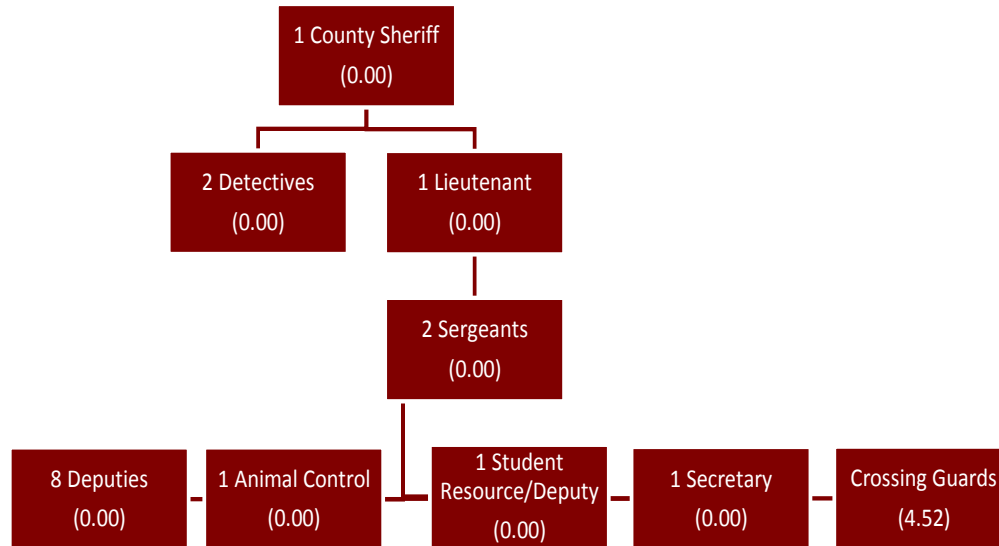 1 County Sheriff
(0.00)
2 Detectives
(0.00)
1 Lieutenant
(0.00)
2 Sergeants
(0.00)
8 Deputies
(0.00)
1 Animal Control
(0.00)
1 Student
Resource/Deputy
(0.00)
1 Secretary
(0.00)
Crossing Guards
(4.52)